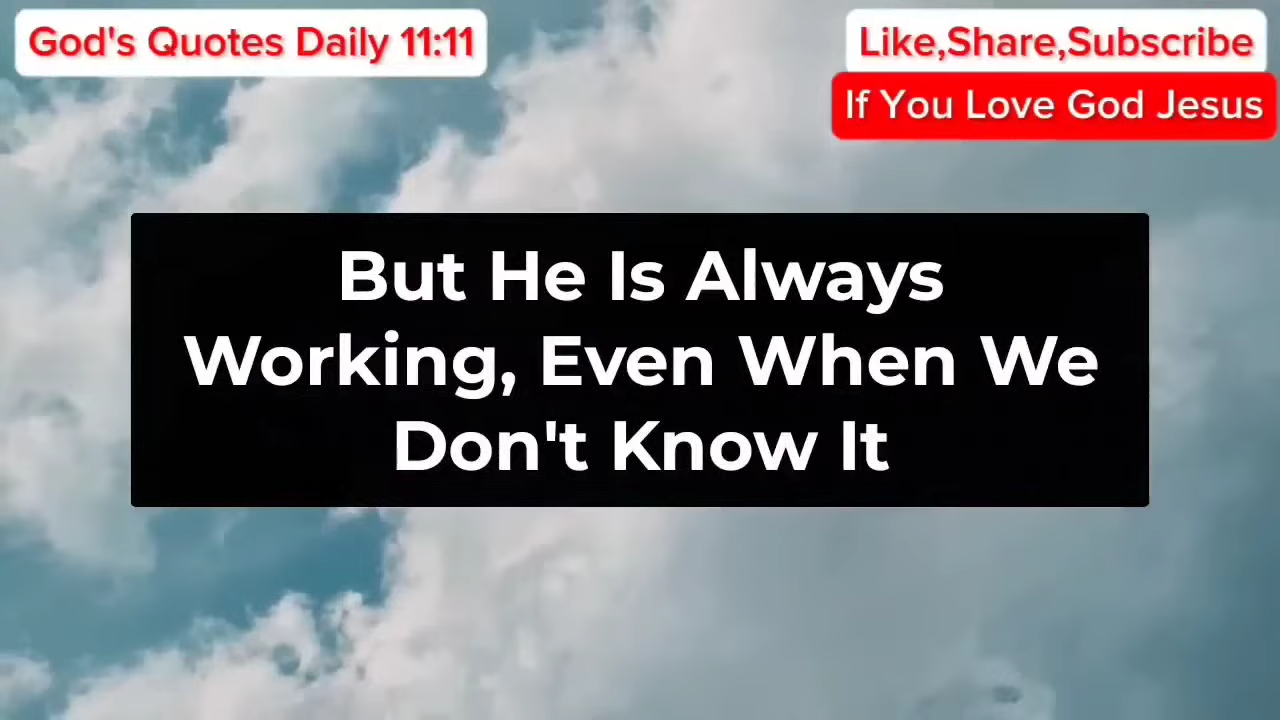 God's Quotes Daily 11:11
Like,Share,Subscribe
If You Love God Jesus
But He Is Always
Working, Even When We
Don't Know It